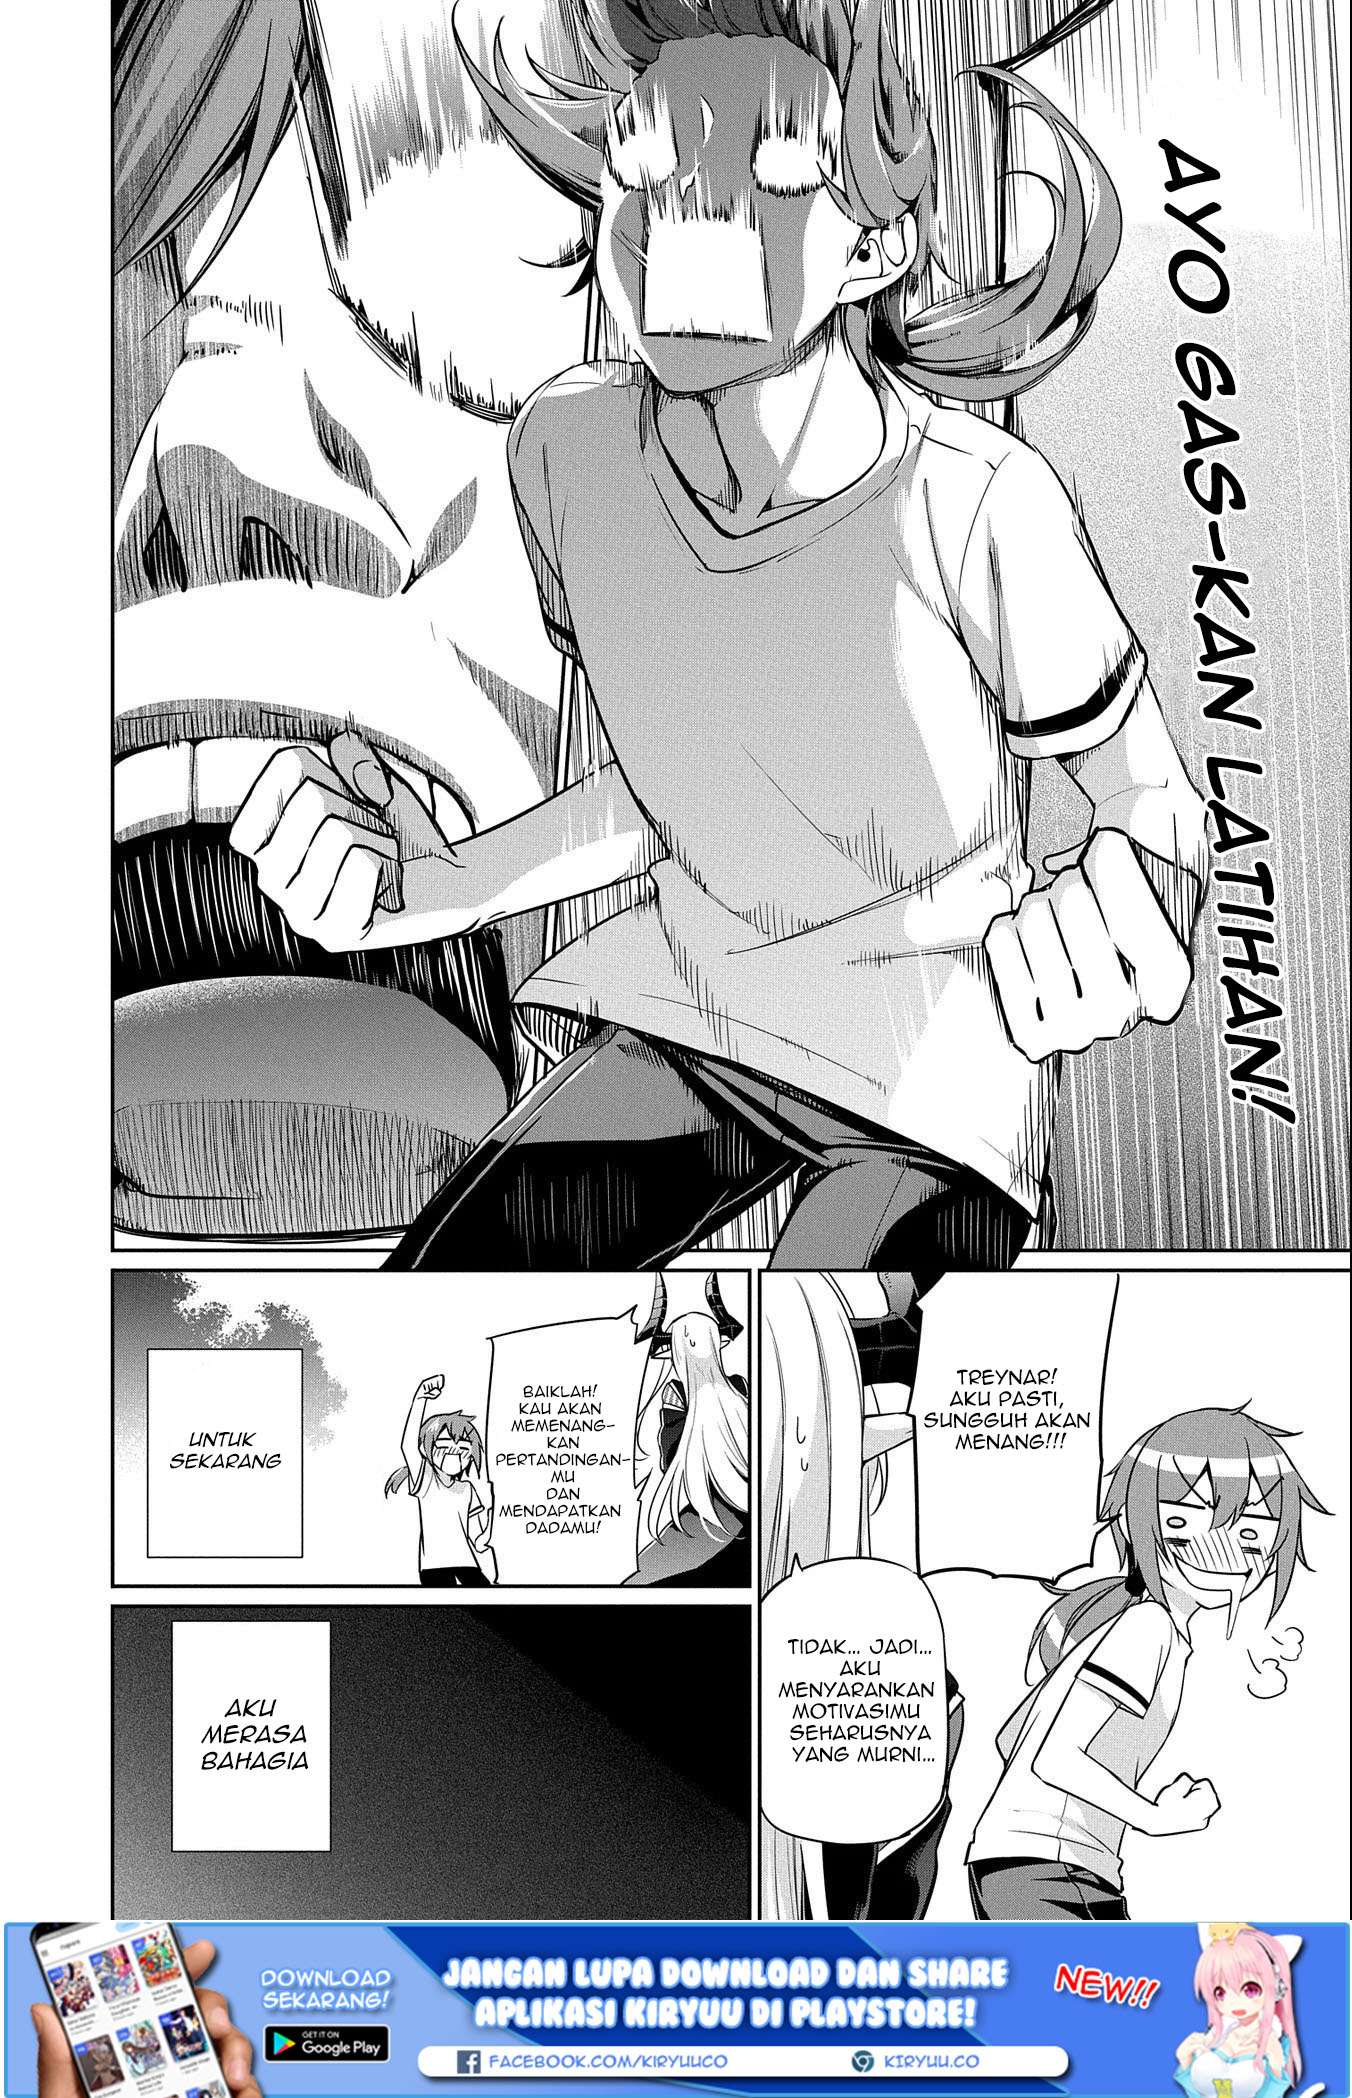 AYO GAS-KAN LATIHAN!
TREYNAR!
AKU PASTI,
SUNGGUH AKAN
MENANG!!!
TIDAK... JADI...
AKU
MENYARANKAN
MOTIVASIMU
SEHARUSNYA
YANG MURNI...
BAIKLAH!
KAU AKAN
MEMENANG-
KAN
PERTANDINGAN-
MU
DAN
MENDAPATKAN
DADAMU!
UNTUK
SEKARANG
AKU
MERASA
BAHAGIA
DOWNLOAD
SEKARANG!
GET IT ON
Google Play
JANGAN LUPA DOWNLOAD DAN SHARE
APLIKASI KIRYUU DI PLAYSTORE!
NEW!!
FACEBOOK.COM/KIRYUUCO
KIRYUU.CO